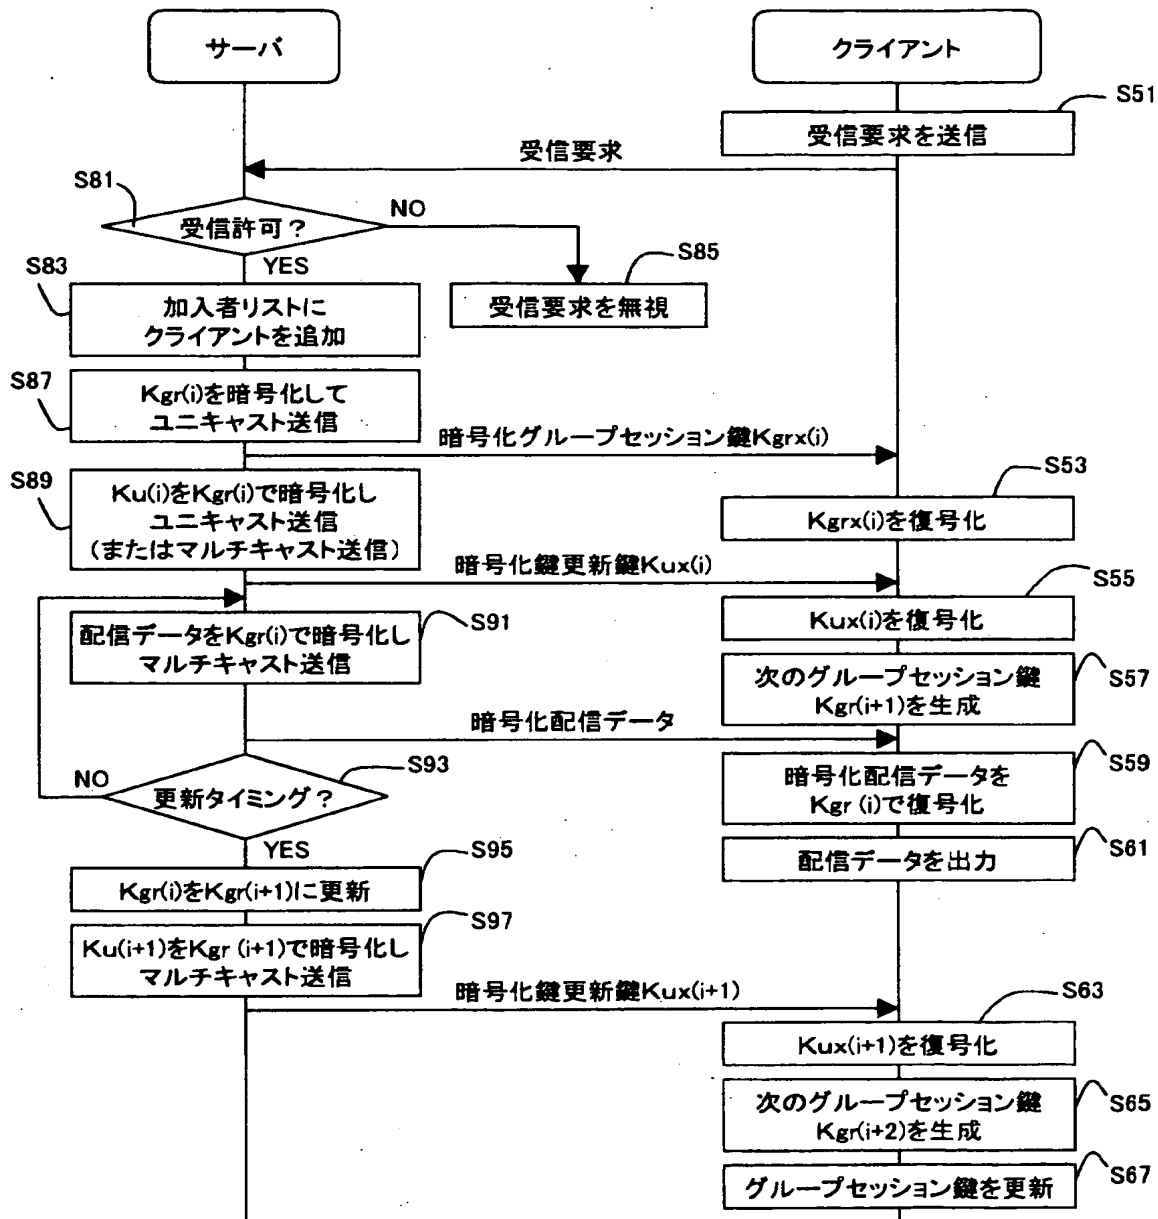 サーバ
クライアント
S51
受信要求を送信
受信要求
S81
受信許可？
NO
S85
受信要求を無視
YES
S83
加入者リストに
クライアントを追加
S87
Kgr(i)を暗号化して
ユニキャスト送信
暗号化グループセッション鍵Kgrx(i)
S89
Ku(i)をKgr(i)で暗号化し
ユニキャスト送信
(またはマルチキャスト送信)
S53
Kgrx(i)を復号化
暗号化鍵更新鍵Kux(i)
S55
Kux(i)を復号化
配信データをKgr(i)で暗号化し
マルチキャスト送信
S91
次のグループセッション鍵
Kgr(i+1)を生成
S57
暗号化配信データ
NO
更新タイミング？
S93
暗号化配信データを
Kgr (i)で復号化
S59
YES
配信データを出力
S61
Kgr(i)をKgr(i+1)に更新
S95
Ku(i+1)をKgr (i+1)で暗号化し
マルチキャスト送信
S97
暗号化鍵更新鍵Kux(i+1)
S63
Kux(i+1)を復号化
次のグループセッション鍵
Kgr(i+2)を生成
S65
グループセッション鍵を更新
S67